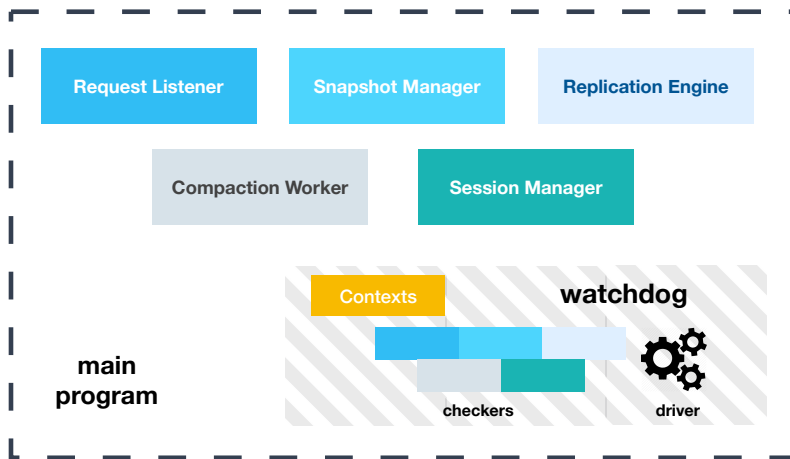 Request Listener
Snapshot Manager
Replication Engine
Compaction Worker
Session Manager
Contexts
watchdog
main
program
checkers
driver